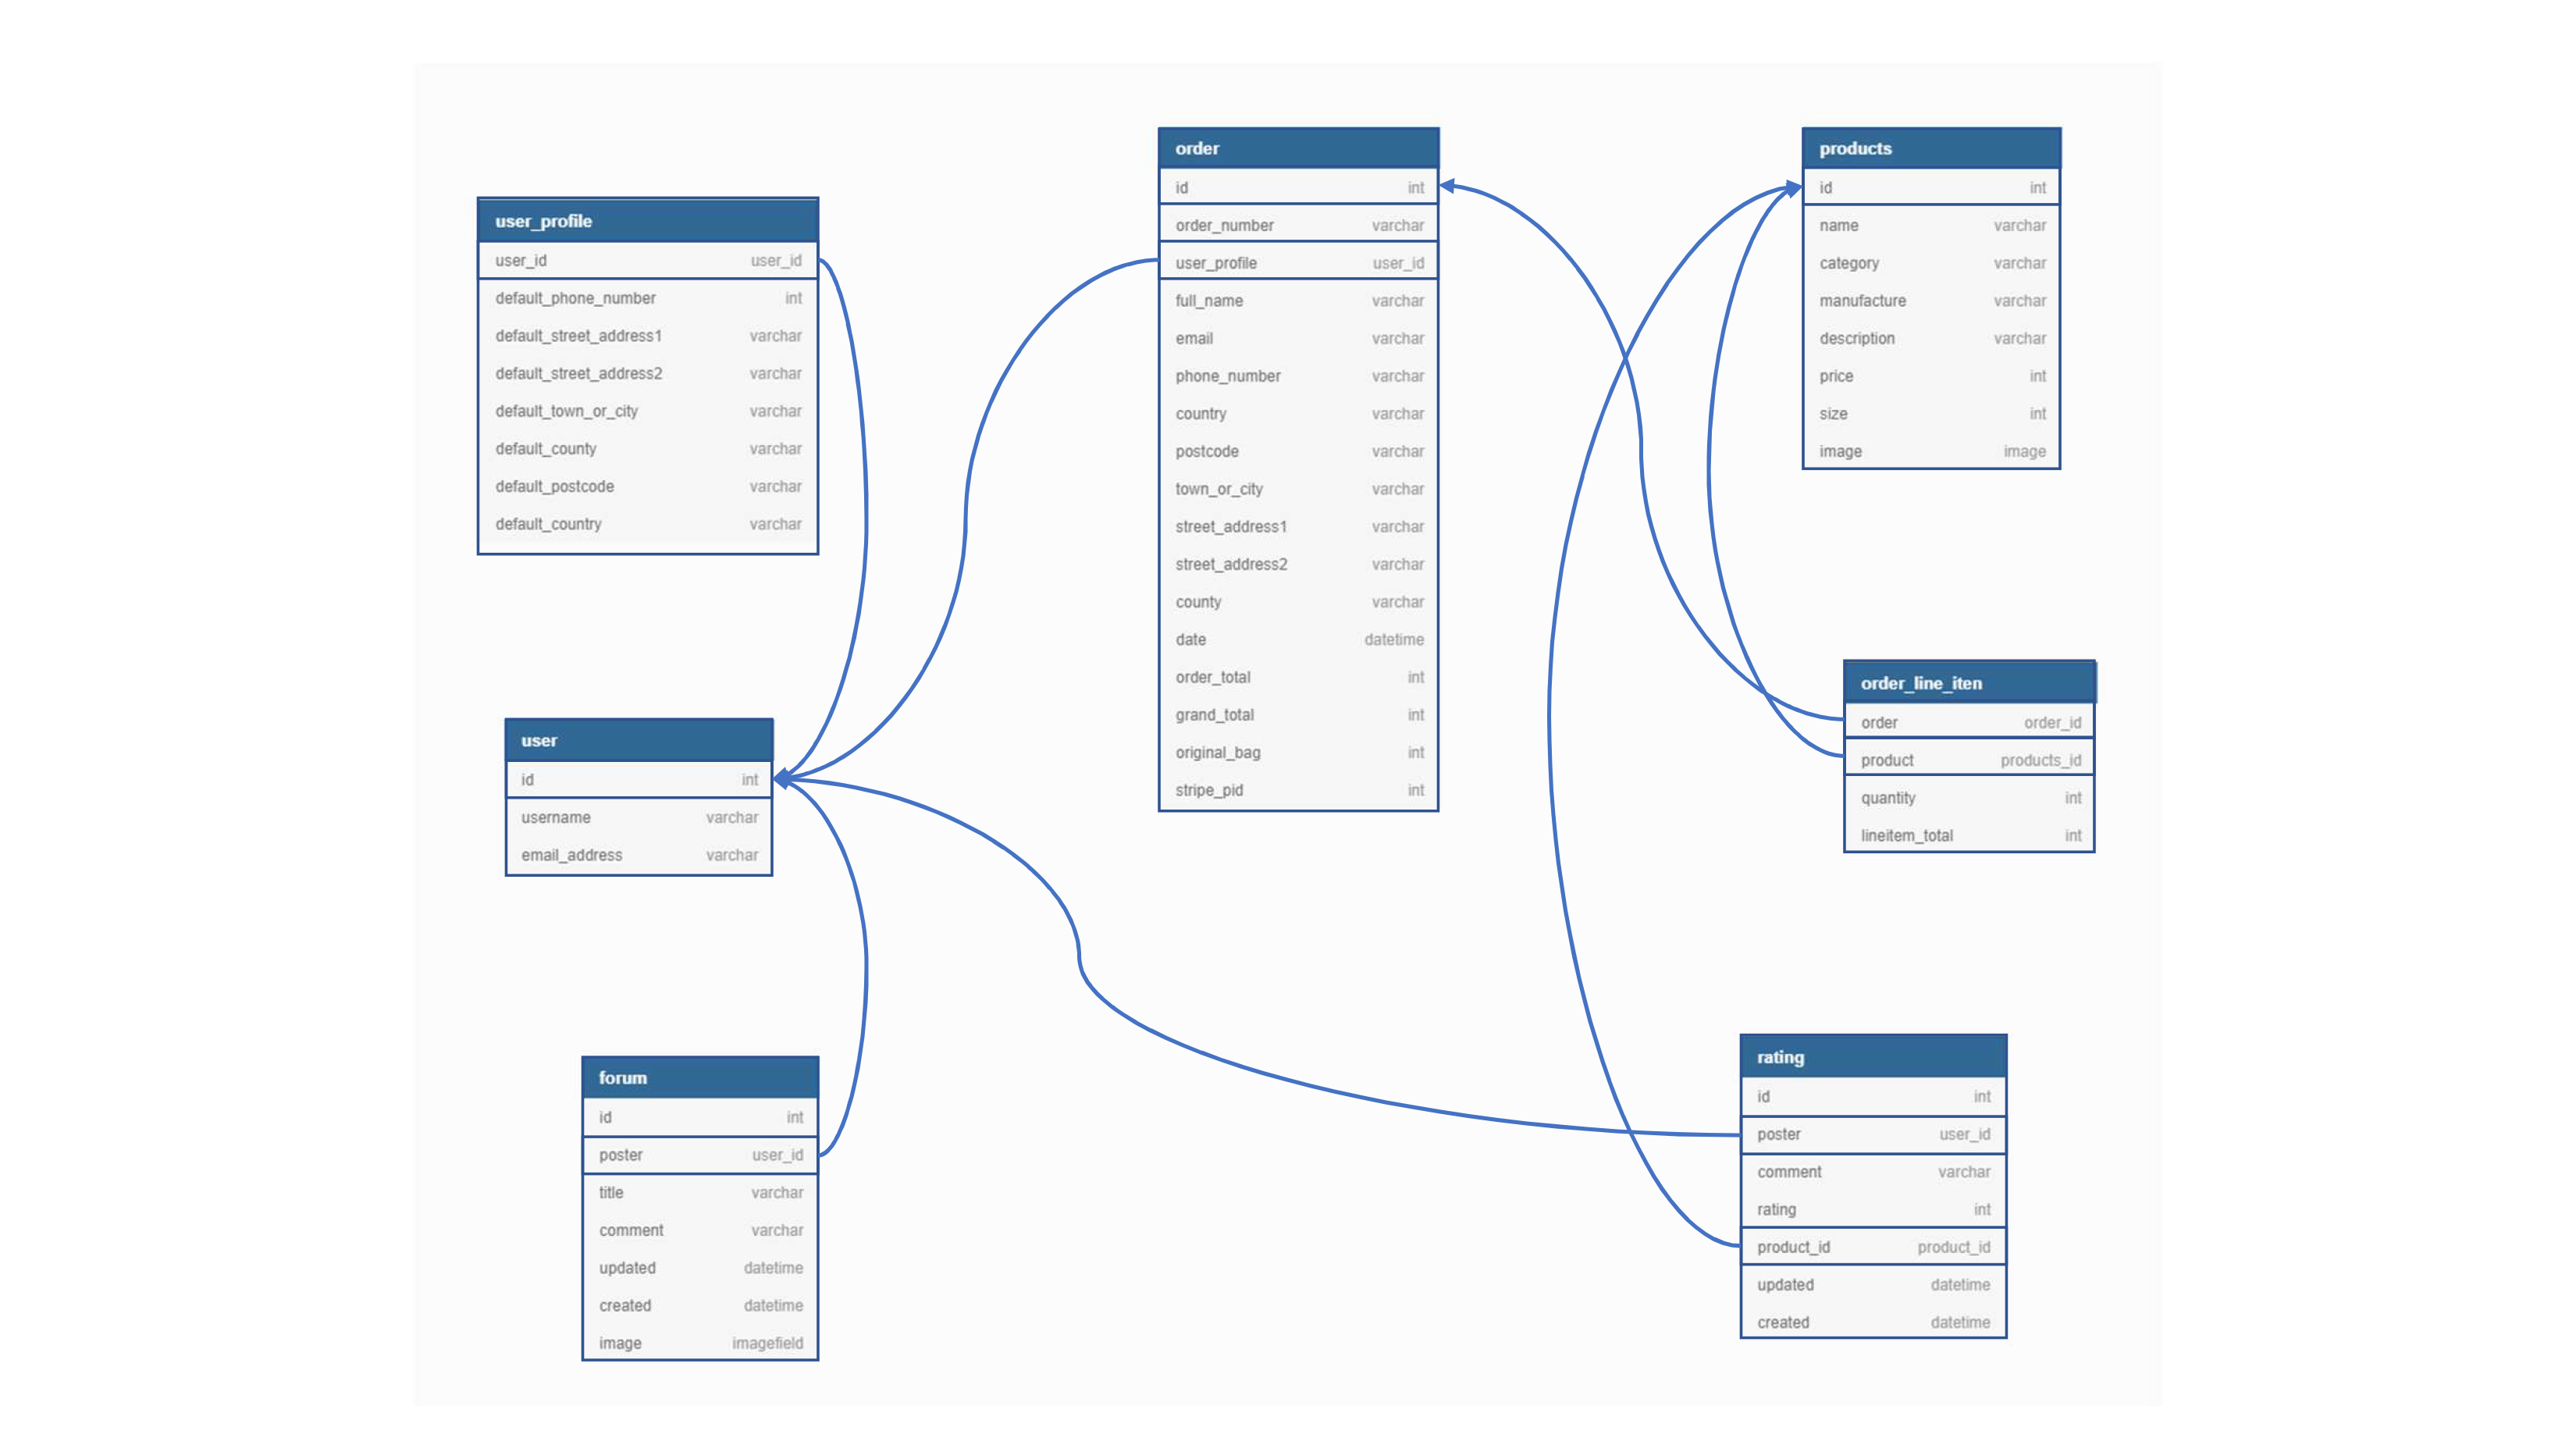 user_profile
user_id user_id
default_phone_number int
default_street_address1 varchar
default_street_address2 varchar
default_town_or_city varchar
default_county varchar
default_postcode varchar
default_country varchar
user
id int
username varchar
email_address varchar
forum
id int
poster user_id
title varchar
comment varchar
updated datetime
created datetime
image imagefield
order
id int
order_number varchar
user_profile user_id
full_name varchar
email varchar
phone_number varchar
country varchar
postcode varchar
town_or_city varchar
street_address1 varchar
street_address2 varchar
county varchar
date datetime
order_total int
grand_total int
original_bag int
stripe_pid int
products
id int
name varchar
category varchar
manufacture varchar
description varchar
price int
size int
image image
order_line_iten
order order_id
product products_id
quantity int
lineitem_total int
rating
id int
poster user_id
comment varchar
rating int
product_id product_id
updated datetime
created datetime